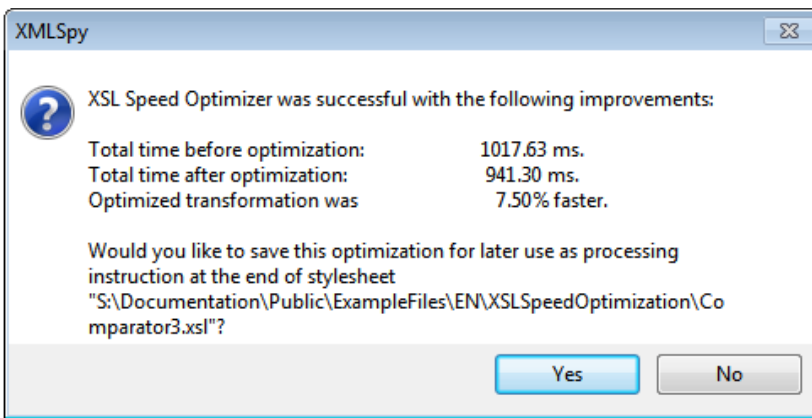 XMLSpy
XSL Speed Optimizer was successful with the following improvements:
Total time before optimization: 1017.63 ms.
Total time after optimization: 941.30 ms.
Optimized transformation was 7.50% faster.
Would you like to save this optimization for later use as processing
instruction at the end of stylesheet
"S:\Documentation\Public\ExampleFiles\EN\XSLSpeedOptimization\Co
mparator3.xsl"?
Yes No